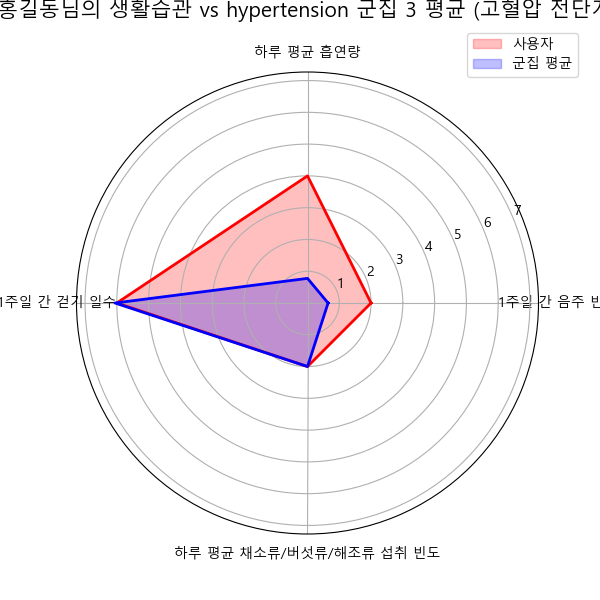 홍길동님의 생활습관 vs hypertension 군집 3 평균 (고혈압 전단계
하루 평균 흡연량
사용자
군집 평균
7
6
5
4
3
2
1
1주일 간 걷기 일수
1주일 간 음주 빈
하루 평균 채소류/버섯류/해조류 섭취 빈도